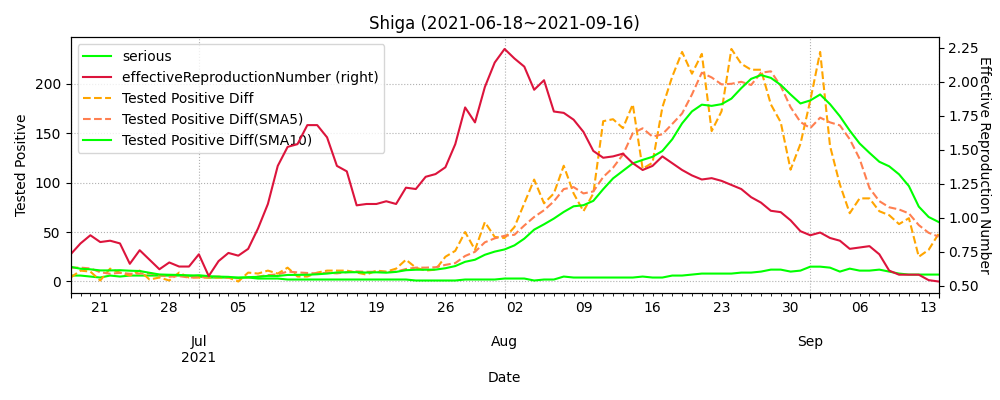 Shiga (2021-06-18~2021-09-16)
serious
effectiveReproductionNumber (right)
Tested Positive Diff
Tested Positive Diff(SMA5)
Tested Positive Diff(SMA10)
Tested Positive
200
150
100
50
0
2.25
2.00
1.75
1.50
1.25
1.00
0.75
0.50
Effective Reproduction Number
21 28 05 12 19 26 02 09 16 23 30 06 13
Jul Aug Sep
2021
Date